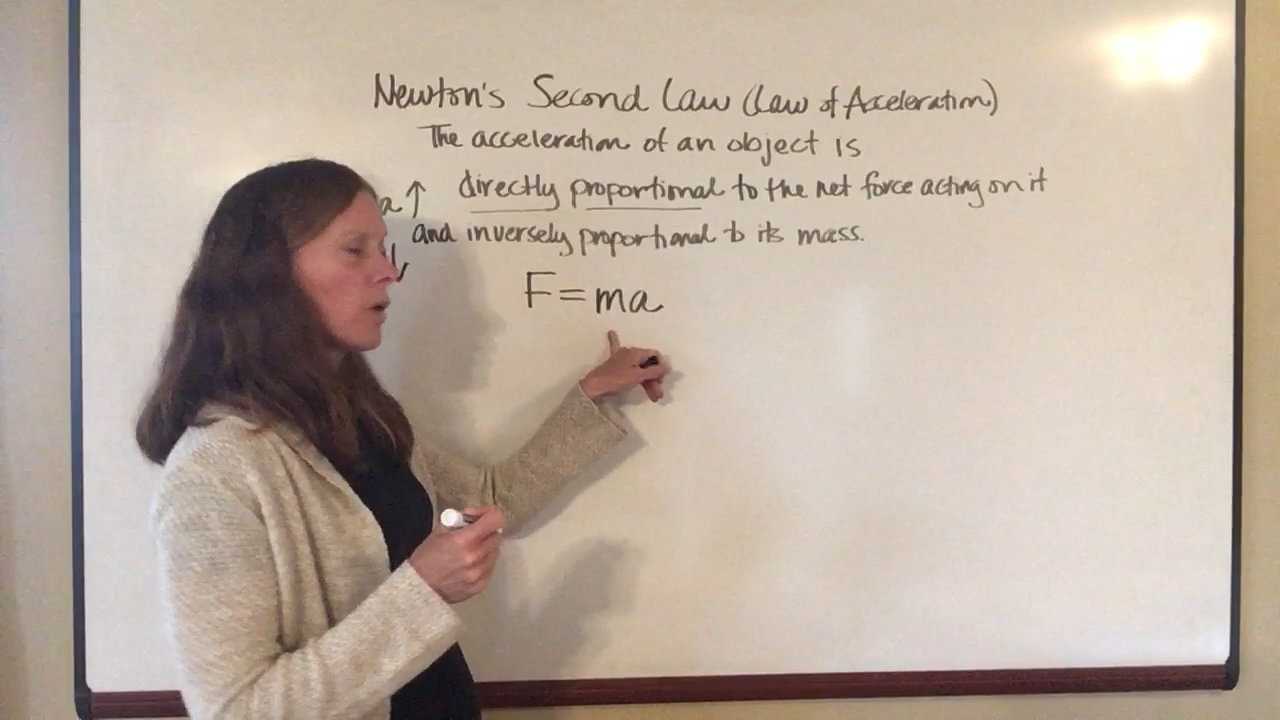 Newton's Second Law (Law of Acceleration)
The acceleration of an object is
a↑ directly proportional to the net force acting on it
and inversely proportional to its mass.
F=ma